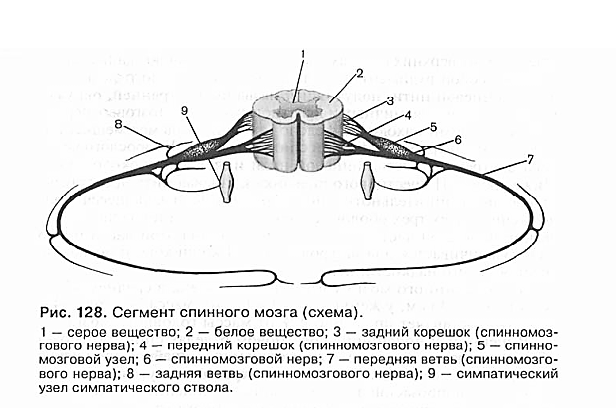 1
2
3
4
5
6
7
8
9
Рис. 128. Сегмент спинного мозга (схема).
1 — серое вещество; 2 — белое вещество; 3 — задний корешок (спинномоз-
гового нерва); 4 — передний корешок (спинномозгового нерва); 5 — спинно-
мозговой узел; 6 — спинномозговой нерв; 7 — передняя ветвь (спинномозго-
вого нерва); 8 — задняя ветвь (спинномозгового нерва); 9 — симпатический
узел симпатического ствола.